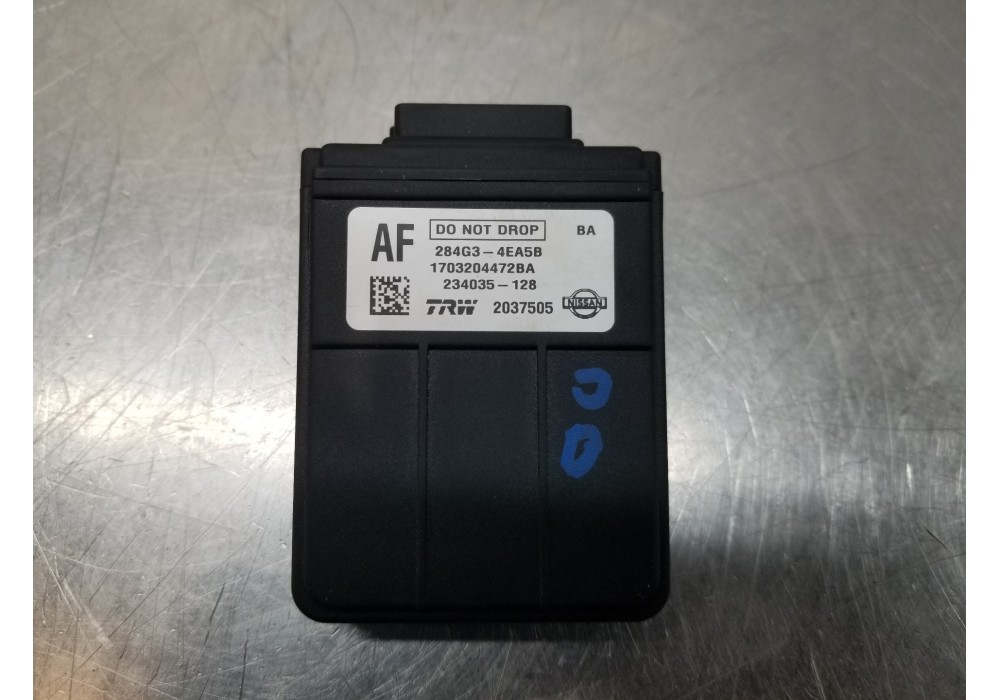 AF
DO NOT DROP
BA
284G3-4EA5B
1703204472BA
234035-128
TRW 2037505 NISSAN